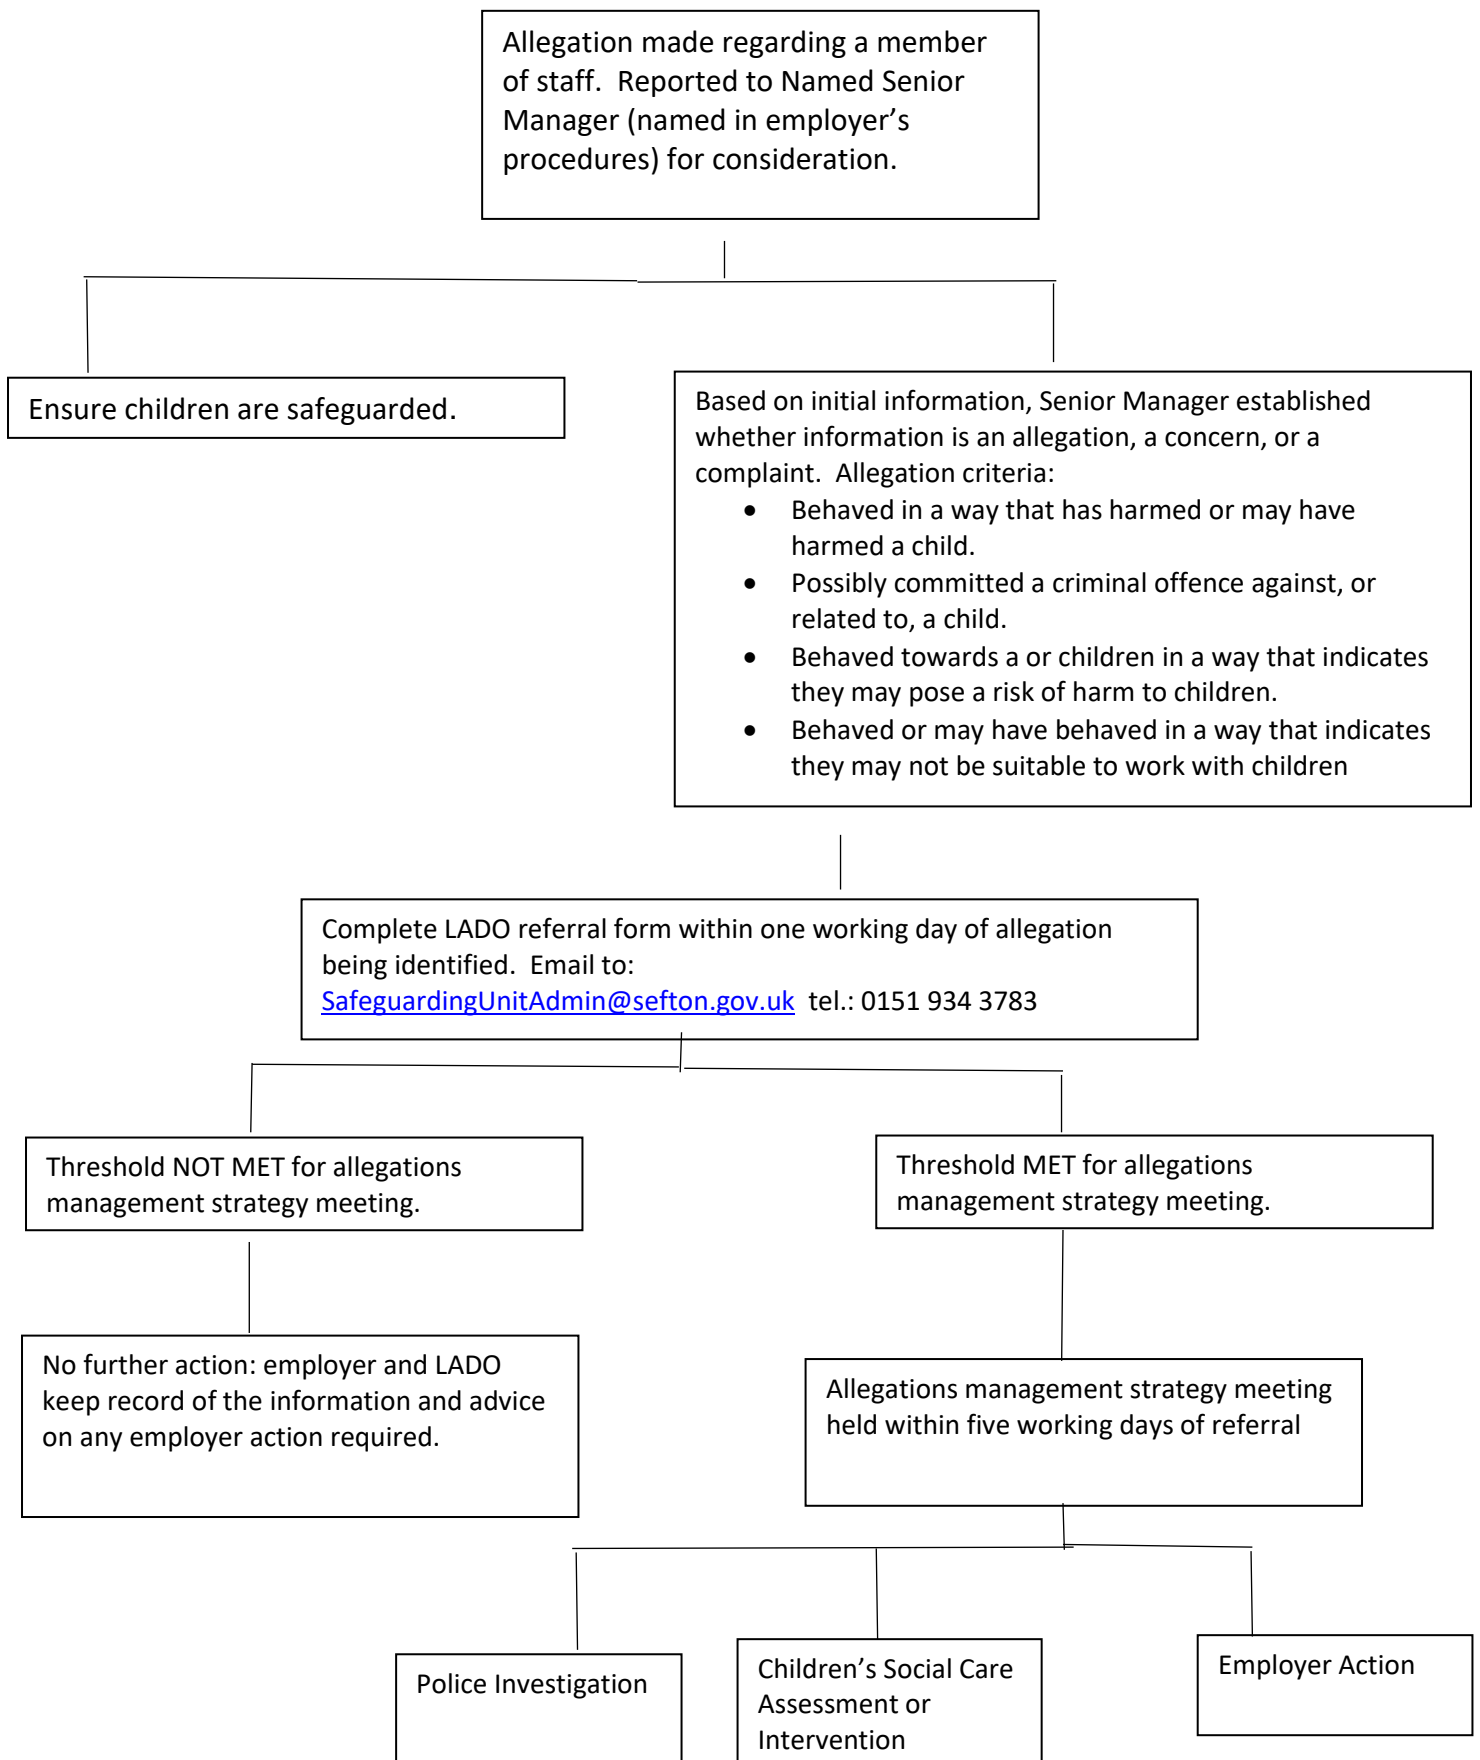 Allegation made regarding a member
of staff.  Reported to Named Senior
Manager (named in employer’s
procedures) for consideration.
Ensure children are safeguarded.
Based on initial information, Senior Manager established
whether information is an allegation, a concern, or a
complaint.  Allegation criteria:
• Behaved in a way that has harmed or may have
harmed a child.
• Possibly committed a criminal offence against, or
related to, a child.
• Behaved towards a or children in a way that indicates
they may pose a risk of harm to children.
• Behaved or may have behaved in a way that indicates
they may not be suitable to work with children
Complete LADO referral form within one working day of allegation
being identified.  Email to:
SafeguardingUnitAdmin@sefton.gov.uk  tel.: 0151 934 3783
Threshold NOT MET for allegations
management strategy meeting.
Threshold MET for allegations
management strategy meeting.
No further action: employer and LADO
keep record of the information and advice
on any employer action required.
Allegations management strategy meeting
held within five working days of referral
Police Investigation
Children’s Social Care
Assessment or
Intervention
Employer Action